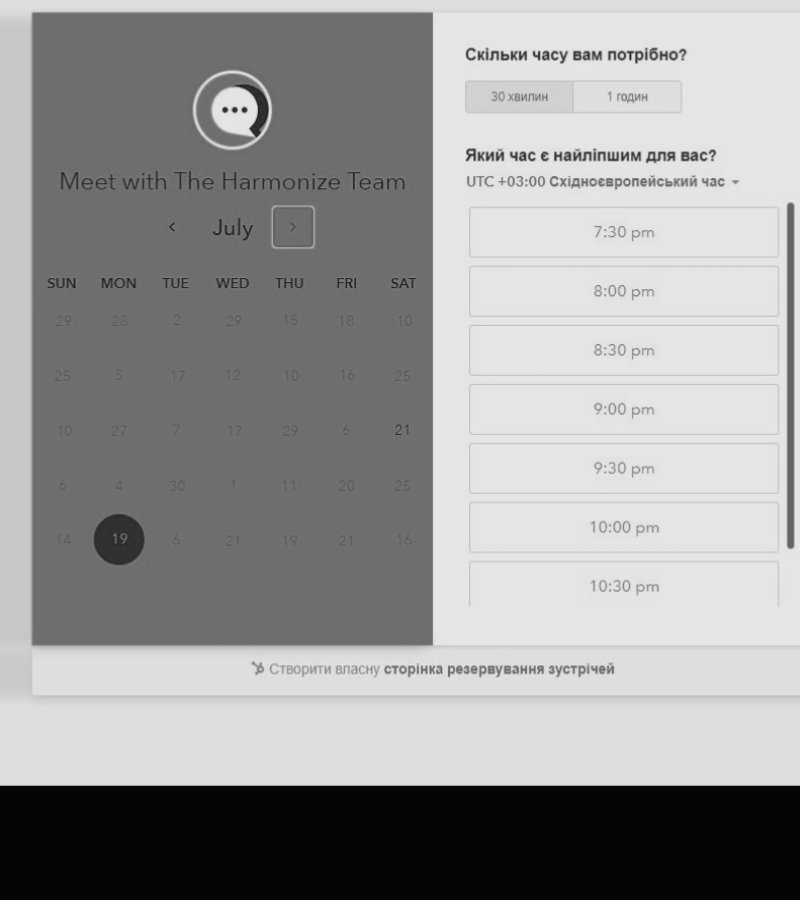 Meet with The Harmonize Team
July
SUN MON TUE WED THU FRI SAT
29 28 2 29 15 18 10
25 5 17 12 10 16 25
10 27 7 17 29 6 21
6 4 30 1 11 20 25
14 19 6 21 19 21 16
Скільки часу вам потрібно?
30 хвилин 1 годин
Який час є найліпшим для вас?
UTC +03:00 Східноєвропейський час
7:30 pm
8:00 pm
8:30 pm
9:00 pm
9:30 pm
10:00 pm
10:30 pm
Створити власну сторінка резервування зустрічей